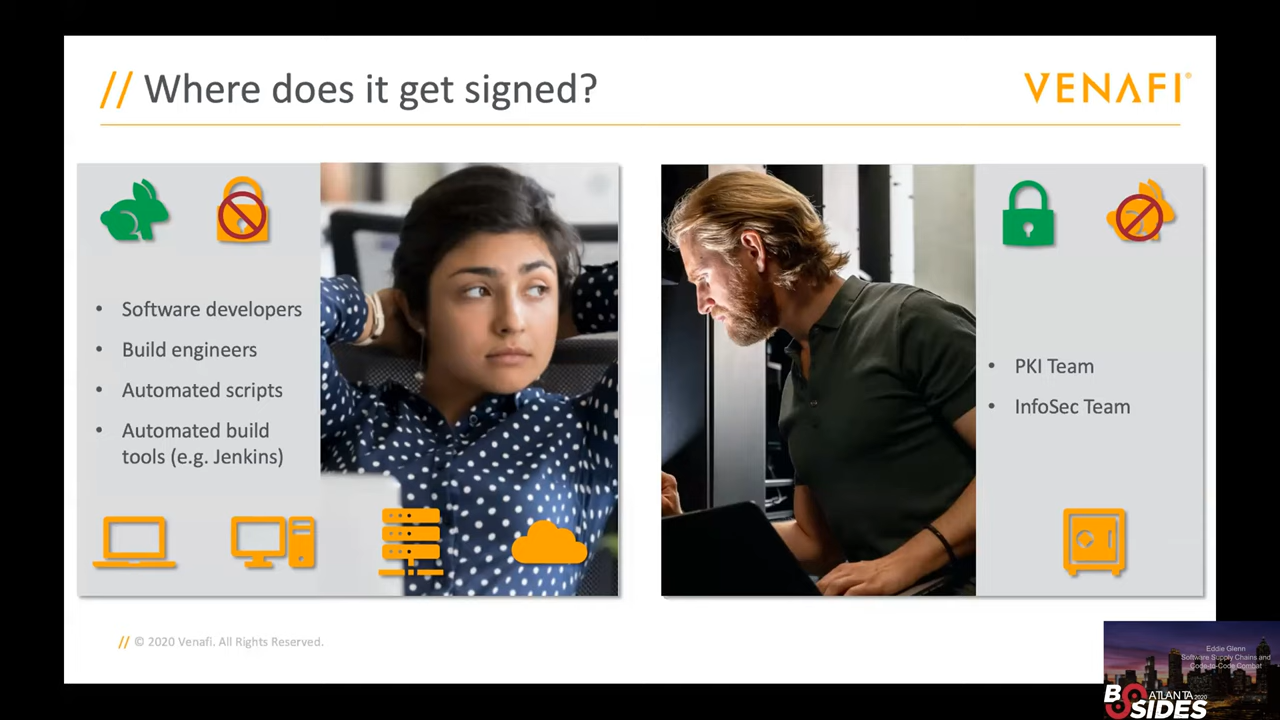 // Where does it get signed?
VENAFI®
• Software developers
• Build engineers
• Automated scripts
• Automated build
tools (e.g. Jenkins)
• PKI Team
• InfoSec Team
// © 2020 Venafi. All Rights Reserved.
Eddie Glenn
Software Supply Chains and
Code-to-Code Combat
BSIDES
ATLANTA 2020